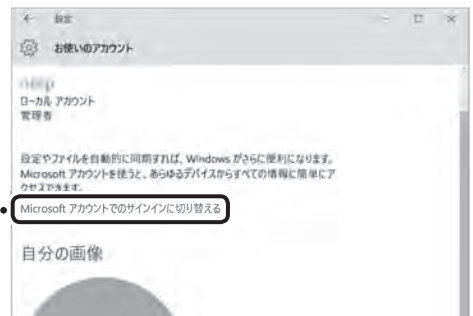 設定
お使いのアカウント
ローカル アカウント
管理者
設定やファイルを自動的に同期すれば、Windows がさらに便利になります。
Microsoft アカウントを使うと、あらゆるデバイスからすべての情報に簡単にア
クセスできます。
Microsoft アカウントでのサインインに切り替える
自分の画像